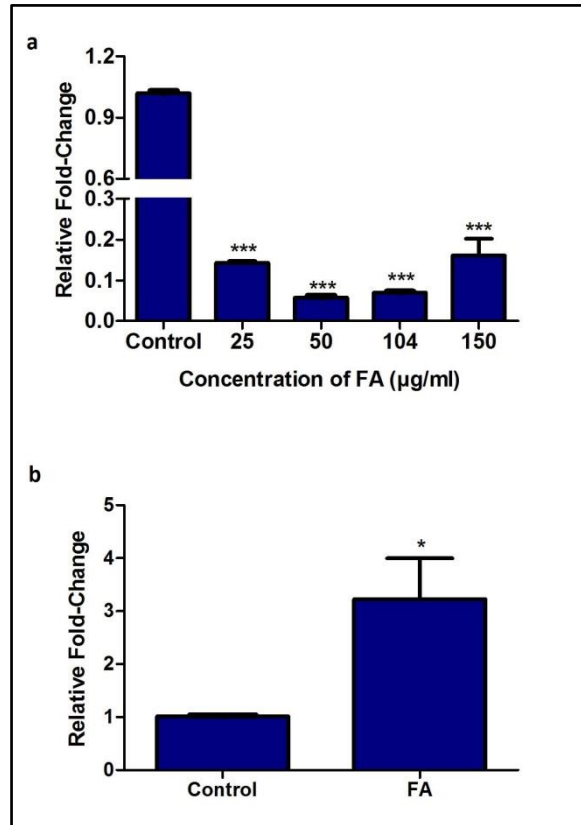 a
Relative Fold-Change
1.2
0.9
0.6
0.3
0.2
0.1
0.0
***
***
***
***
Control 25 50 104 150
Concentration of FA (µg/ml)
b
Relative Fold-Change
5
4
3
2
1
0
*
Control FA